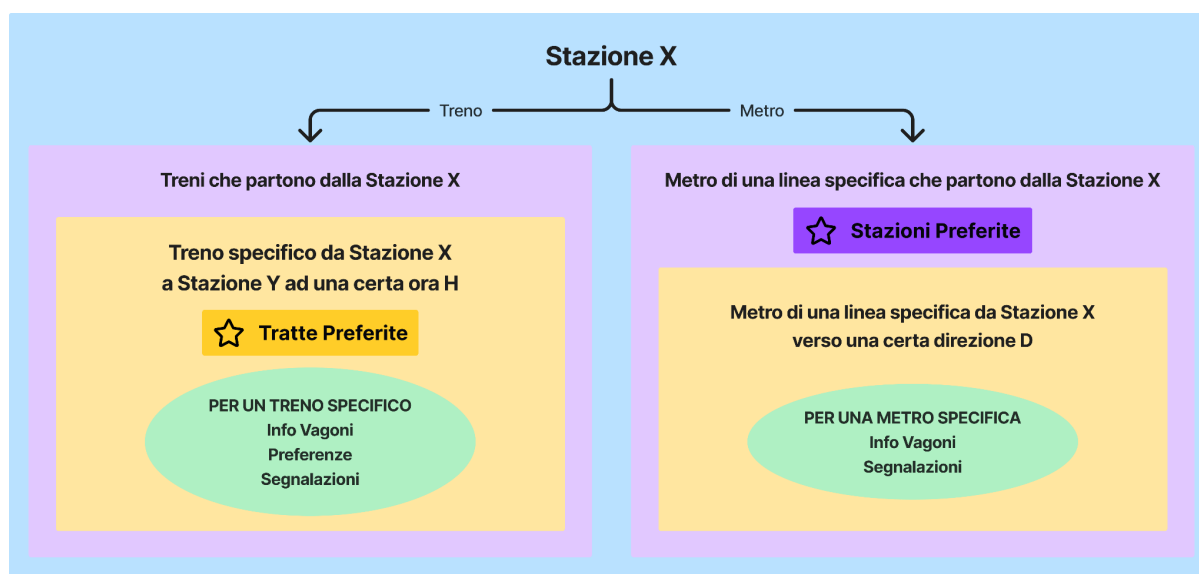 Stazione X
Treno
Metro
Treni che partono dalla Stazione X
Treno specifico da Stazione X
a Stazione Y ad una certa ora H
Tratte Preferite
PER UN TRENO SPECIFICO
Info Vagoni
Preferenze
Segnalazioni
Metro di una linea specifica che partono dalla Stazione X
Stazioni Preferite
Metro di una linea specifica da Stazione X
verso una certa direzione D
PER UNA METRO SPECIFICA
Info Vagoni
Segnalazioni